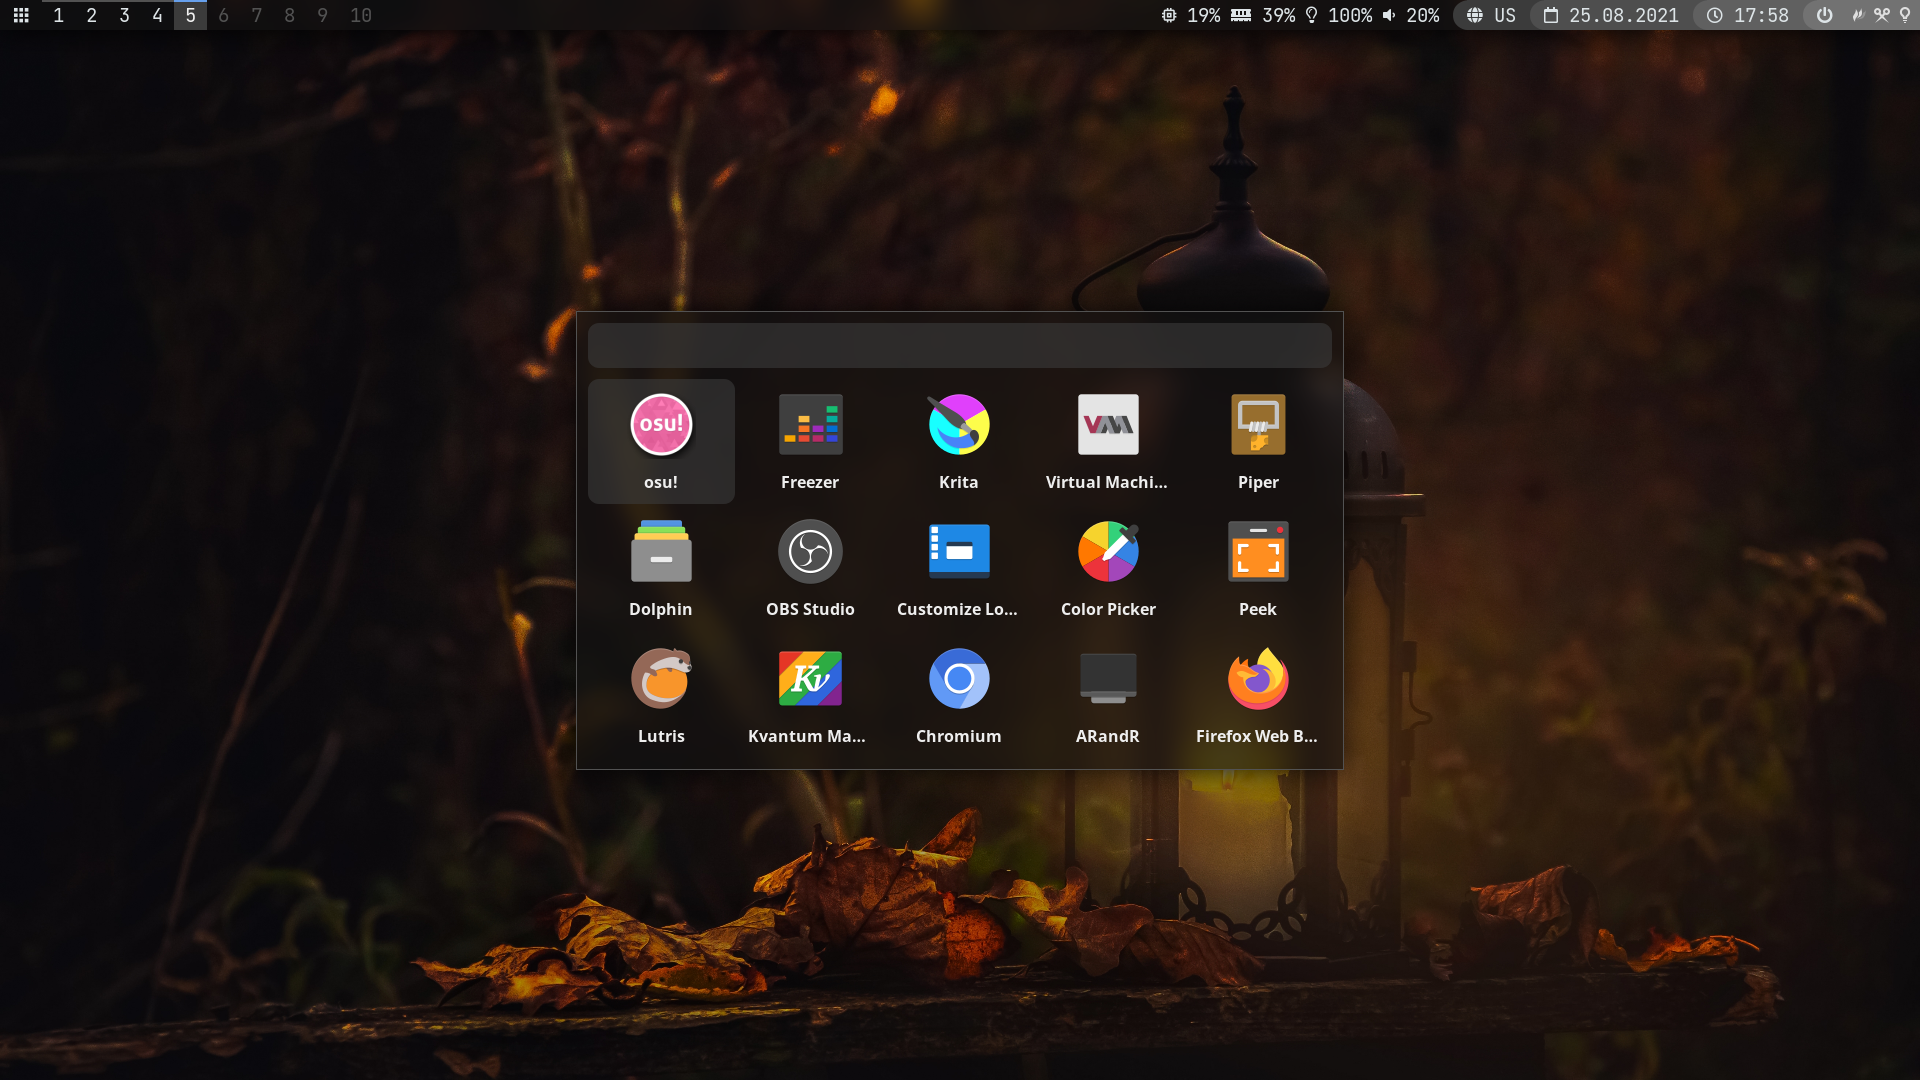 1 2 3 4 5 6 7 8 9 10 19% 39% 100% 20% US 25.08.2021 17:58
osu!
osu! Freezer Krita Virtual Machi... Piper
Dolphin OBS Studio Customize Lo... Color Picker Peek
Kv
Lutris Kvantum Ma... Chromium ARandR Firefox Web B...